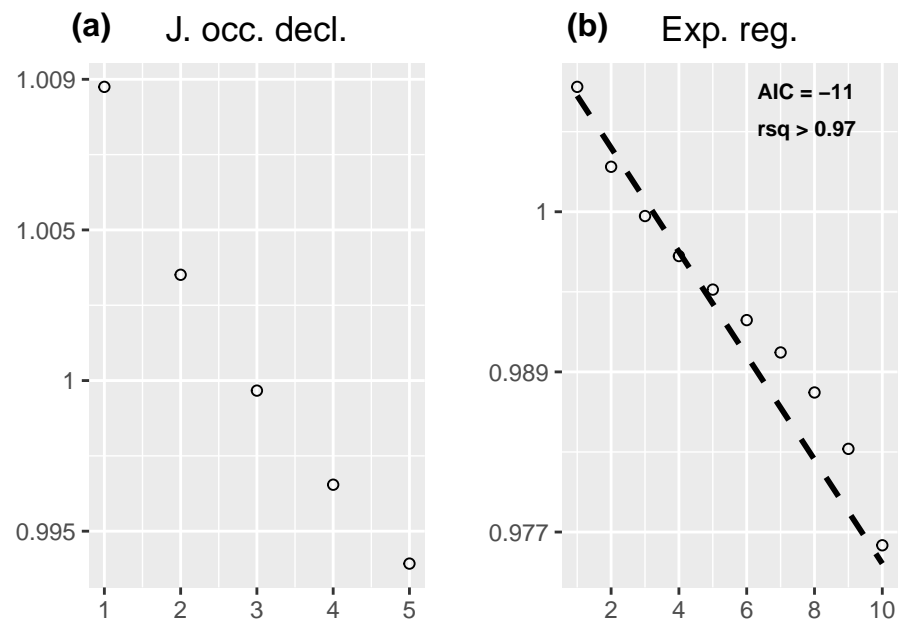 (a) J. occ. decl.
1.009
1.005
1
0.995
1 2 3 4 5
(b) Exp. reg.
AIC = −11
rsq > 0.97
1
0.989
0.977
2 4 6 8 10